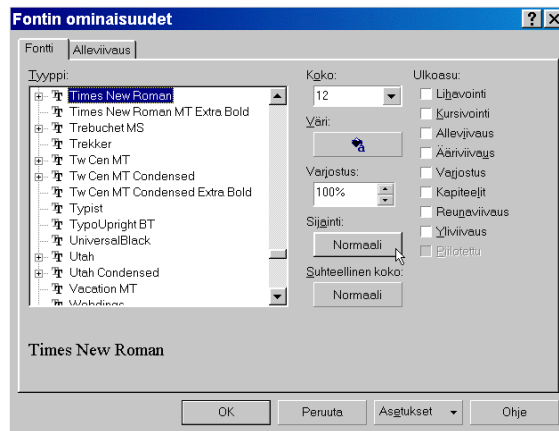 Fontin ominaisuudet
Fontti Alleviivaus
Tyyppi:
Times New Roman
Times New Roman MT Extra Bold
Trebuchet MS
Trekker
Tw Cen MT
Tw Cen MT Condensed
Tw Cen MT Condensed Extra Bold
Typist
TypoUpright BT
UniversalBlack
Utah
Utah Condensed
Vacation MT
Webdings
Koko:
12
Väri:
Varjostus:
100%
Sijainti:
Normaali
Suhteellinen koko:
Normaali
Ulkoasu:
Lihavointi
Kursivointi
Alleviivaus
Ääriviivaus
Varjostus
Kapiteelit
Reunaviivaus
Yliviivaus
Piilotettu
Times New Roman
OK Peruuta Asetukset Ohje